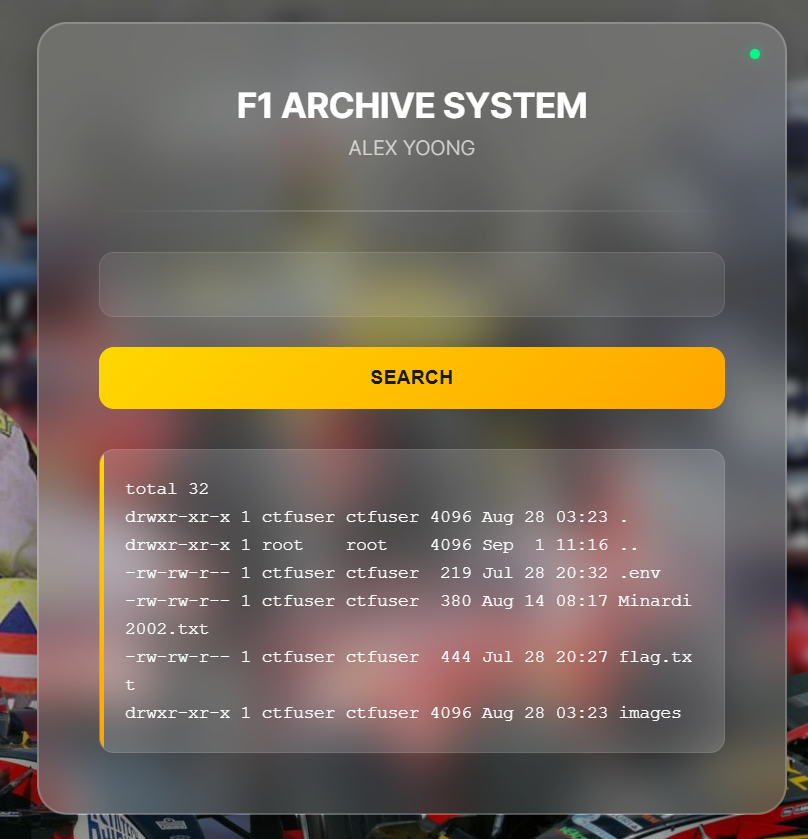 F1 ARCHIVE SYSTEM
ALEX YOONG
SEARCH
total 32
drwxr-xr-x 1 ctfuser ctfuser 4096 Aug 28 03:23 .
drwxr-xr-x 1 root    root    4096 Sep  1 11:16 ..
-rw-rw-r-- 1 ctfuser ctfuser  219 Jul 28 20:32 .env
-rw-rw-r-- 1 ctfuser ctfuser  380 Aug 14 08:17 Minardi
2002.txt
-rw-rw-r-- 1 ctfuser ctfuser  444 Jul 28 20:27 flag.tx
t
drwxr-xr-x 1 ctfuser ctfuser 4096 Aug 28 03:23 images